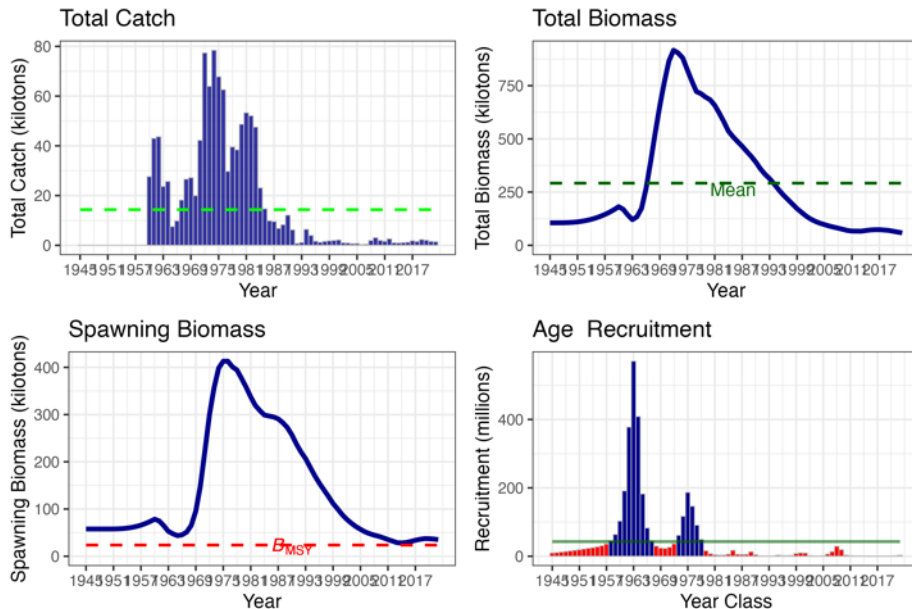 Total Catch
Total Catch (kilotons)
80
60
40
20
0
1945 1951 1957 1963 1969 1975 1981 1987 1993 1999 2005 2011 2017
Year
Total Biomass
Total Biomass (kilotons)
750
500
250
0
Mean
1945 1951 1957 1963 1969 1975 1981 1987 1993 1999 2005 2011 2017
Year
Spawning Biomass
Spawning Biomass (kilotons)
400
300
200
100
0
BMSY
1945 1951 1957 1963 1969 1975 1981 1987 1993 1999 2005 2011 2017
Year
Age Recruitment
Recruitment (millions)
400
200
0
1945 1951 1957 1963 1969 1975 1981 1987 1993 1999 2005 2011 2017
Year Class